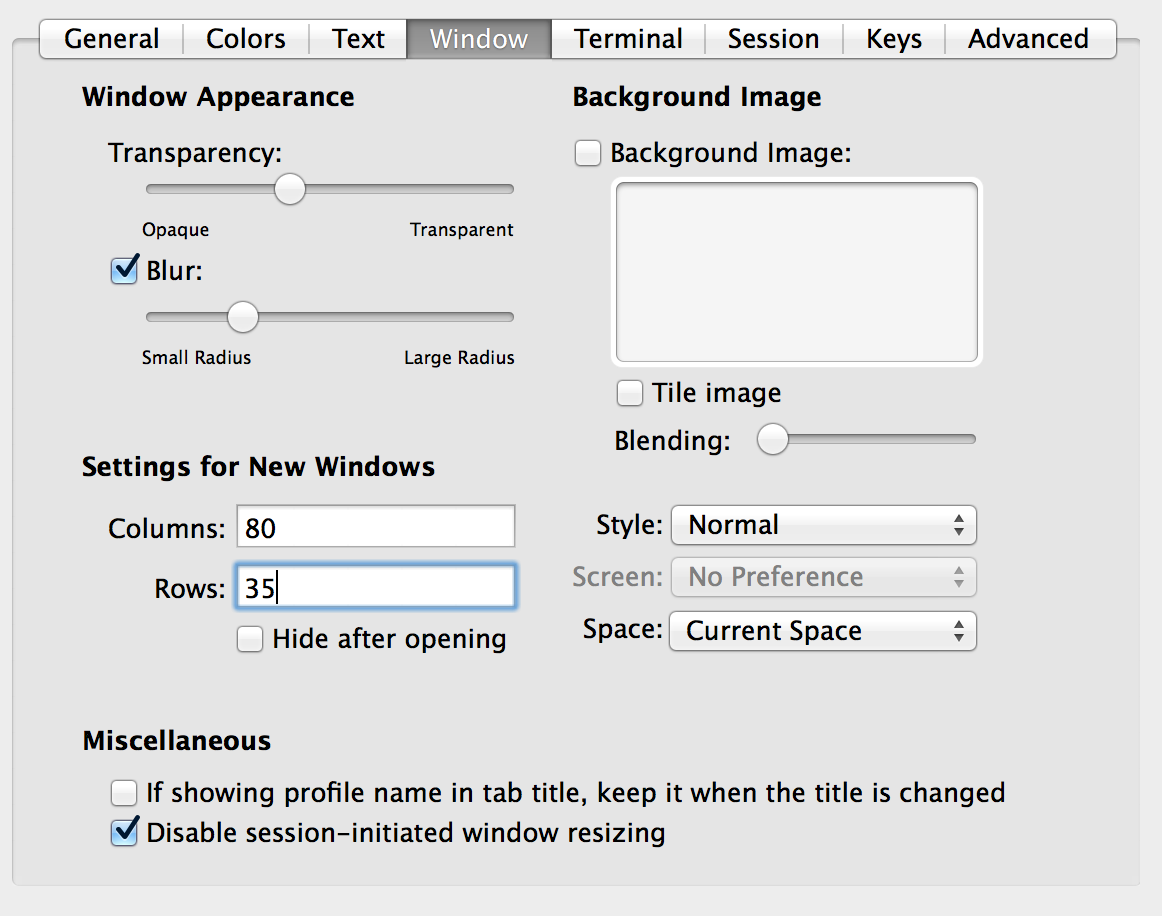 General Colors Text Window Terminal Session Keys Advanced
Window Appearance
Transparency:
Opaque Transparent
Blur:
Small Radius Large Radius
Background Image
Background Image:
Tile image
Blending:
Settings for New Windows
Columns: 80
Rows: 35
Hide after opening
Style: Normal
Screen: No Preference
Space: Current Space
Miscellaneous
If showing profile name in tab title, keep it when the title is changed
Disable session-initiated window resizing